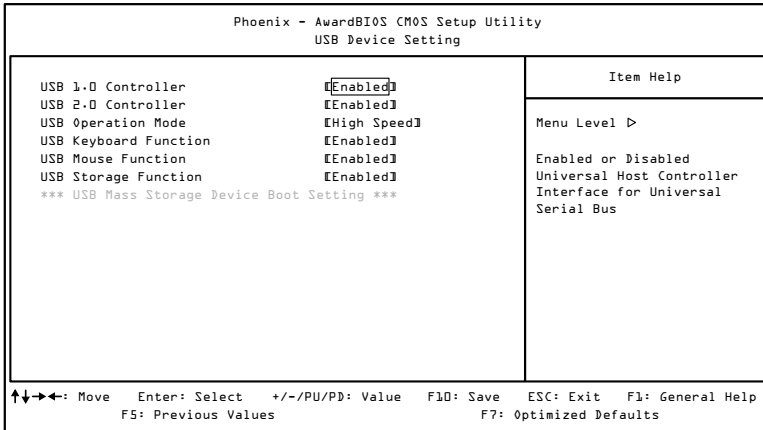 Phoenix - AwardBIOS CMOS Setup Utility
USB Device Setting
USB 1.0 Controller [Enabled]
USB 2.0 Controller [Enabled]
USB Operation Mode [High Speed]
USB Keyboard Function [Enabled]
USB Mouse Function [Enabled]
USB Storage Function [Enabled]
*** USB Mass Storage Device Boot Setting ***
Item Help
Menu Level ▷
Enabled or Disabled
Universal Host Controller
Interface for Universal
Serial Bus
↑↓→←: Move Enter: Select +/-/PU/PD: Value F10: Save ESC: Exit F1: General Help
F5: Previous Values F7: Optimized Defaults